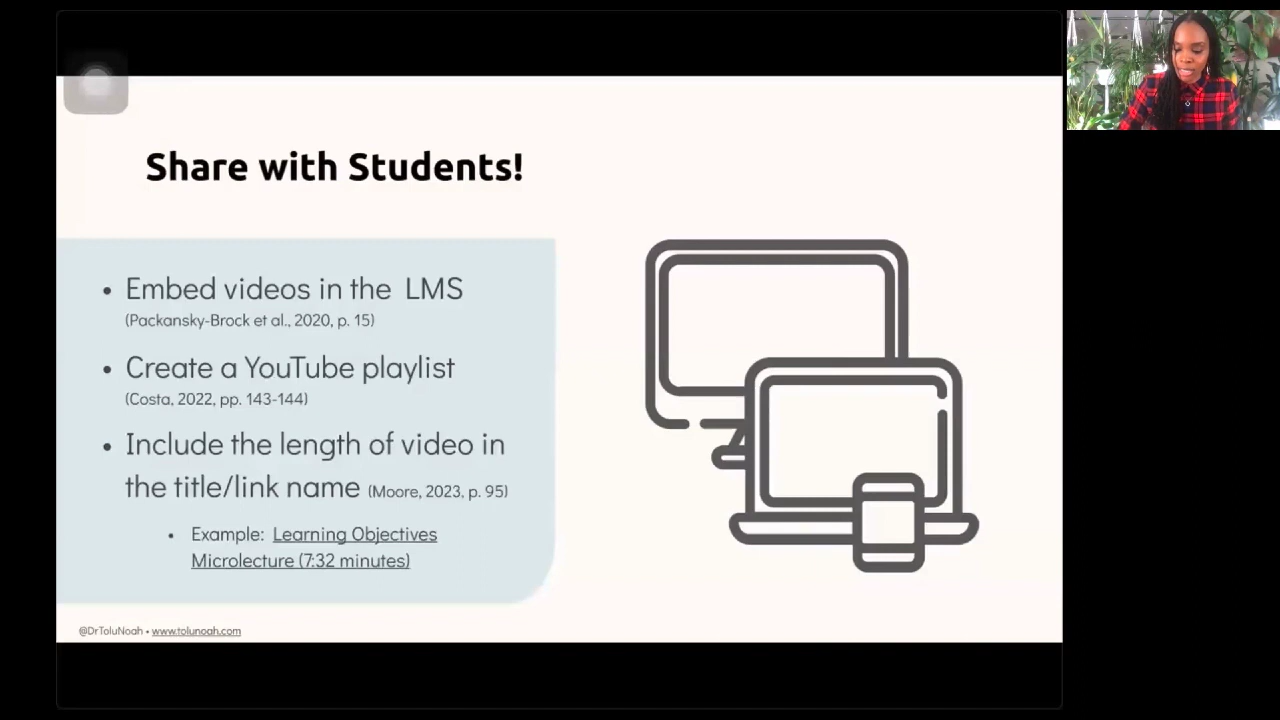 Share with Students!
• Embed videos in the LMS
(Packansky-Brock et al., 2020, p. 15)
• Create a YouTube playlist
(Costa, 2022, pp. 143-144)
• Include the length of video in
the title/link name (Moore, 2023, p. 95)
• Example: Learning Objectives
Microlecture (7:32 minutes)
@DrToluNoah • www.tolunoah.com